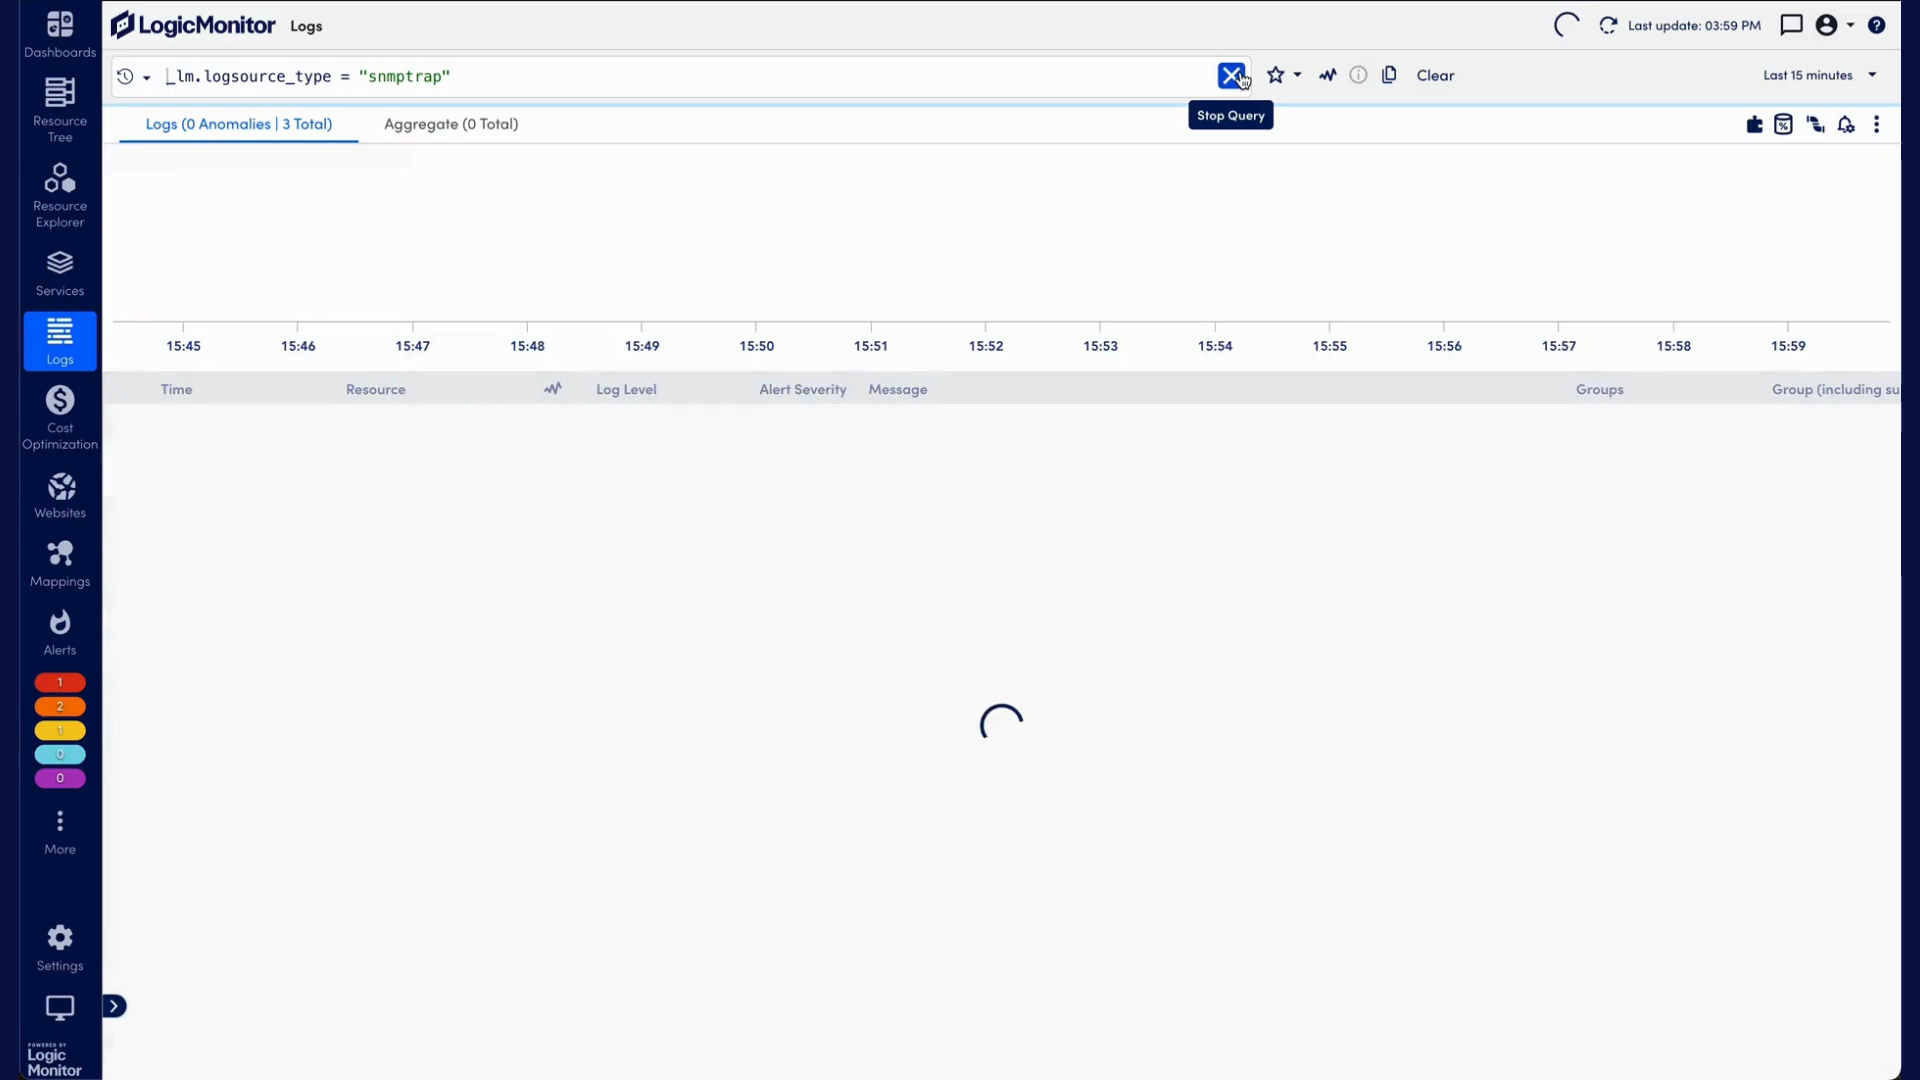 Dashboards
Resource
Tree
Resource
Explorer
Services
Logs
Cost
Optimization
Websites
Mappings
Alerts
1
2
1
0
0
More
Settings
POWERED BY
Logic
Monitor
LogicMonitor Logs
Last update: 03:59 PM
_lm.logsource_type = "snmptrap"
Clear
Last 15 minutes
Stop Query
Logs (0 Anomalies | 3 Total)
Aggregate (0 Total)
15:45 15:46 15:47 15:48 15:49 15:50 15:51 15:52 15:53 15:54 15:55 15:56 15:57 15:58 15:59
Time Resource Log Level Alert Severity Message Groups Group (including su